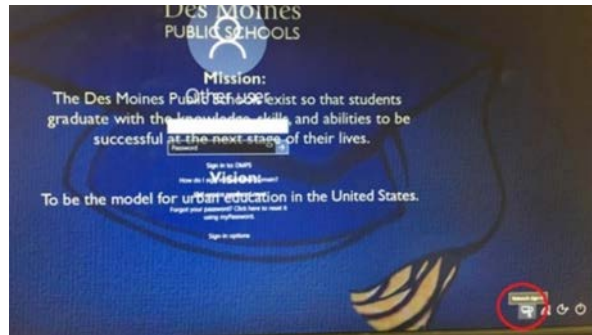 Des Moines
PUBLIC SCHOOLS
Mission:
Other user
The Des Moines Public Schools exist so that students
graduate with the knowledge, skills, and abilities to be
successful at the next stage of their lives.
Password
Sign in to: DMPS
How do I
Vision:
To be the model for urban education in the United States.
Forgot your password? Click here to reset it
using myPassword.
Sign-in options